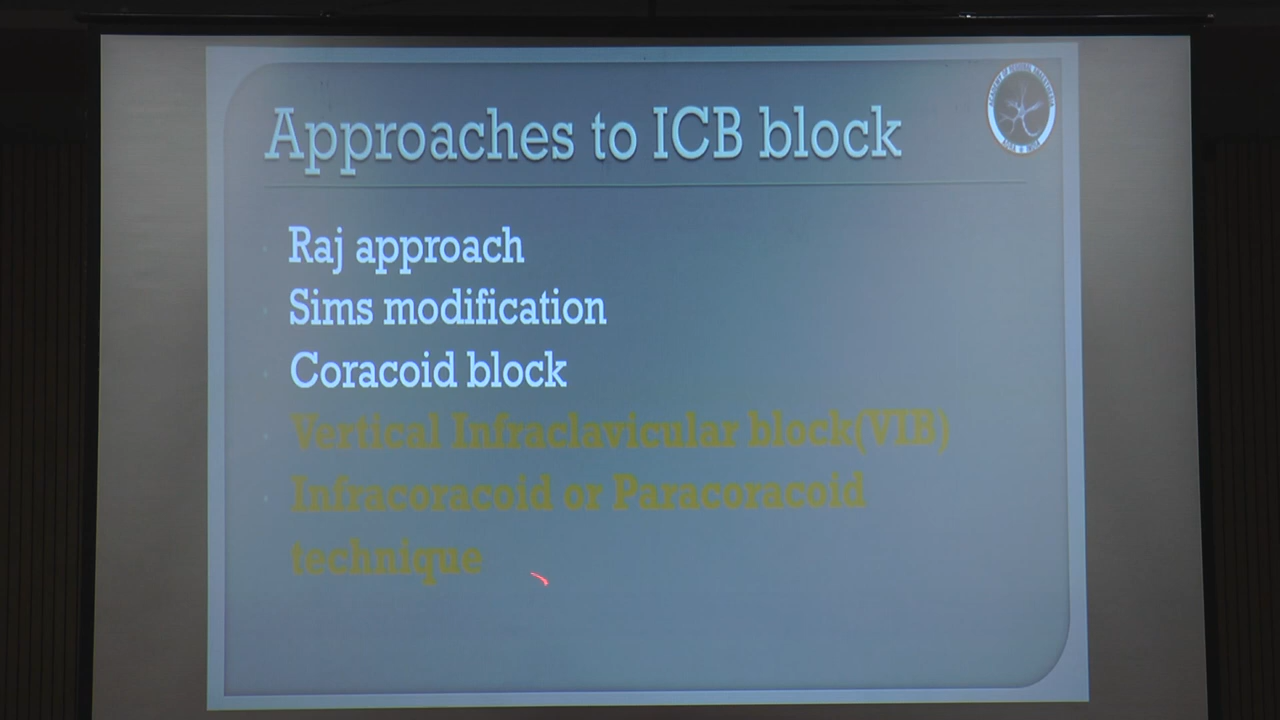 Approaches to ICB block
Raj approach
Sims modification
Coracoid block
Vertical Infraclavicular block(VIB)
Infracoracoid or Paracoracoid
technique